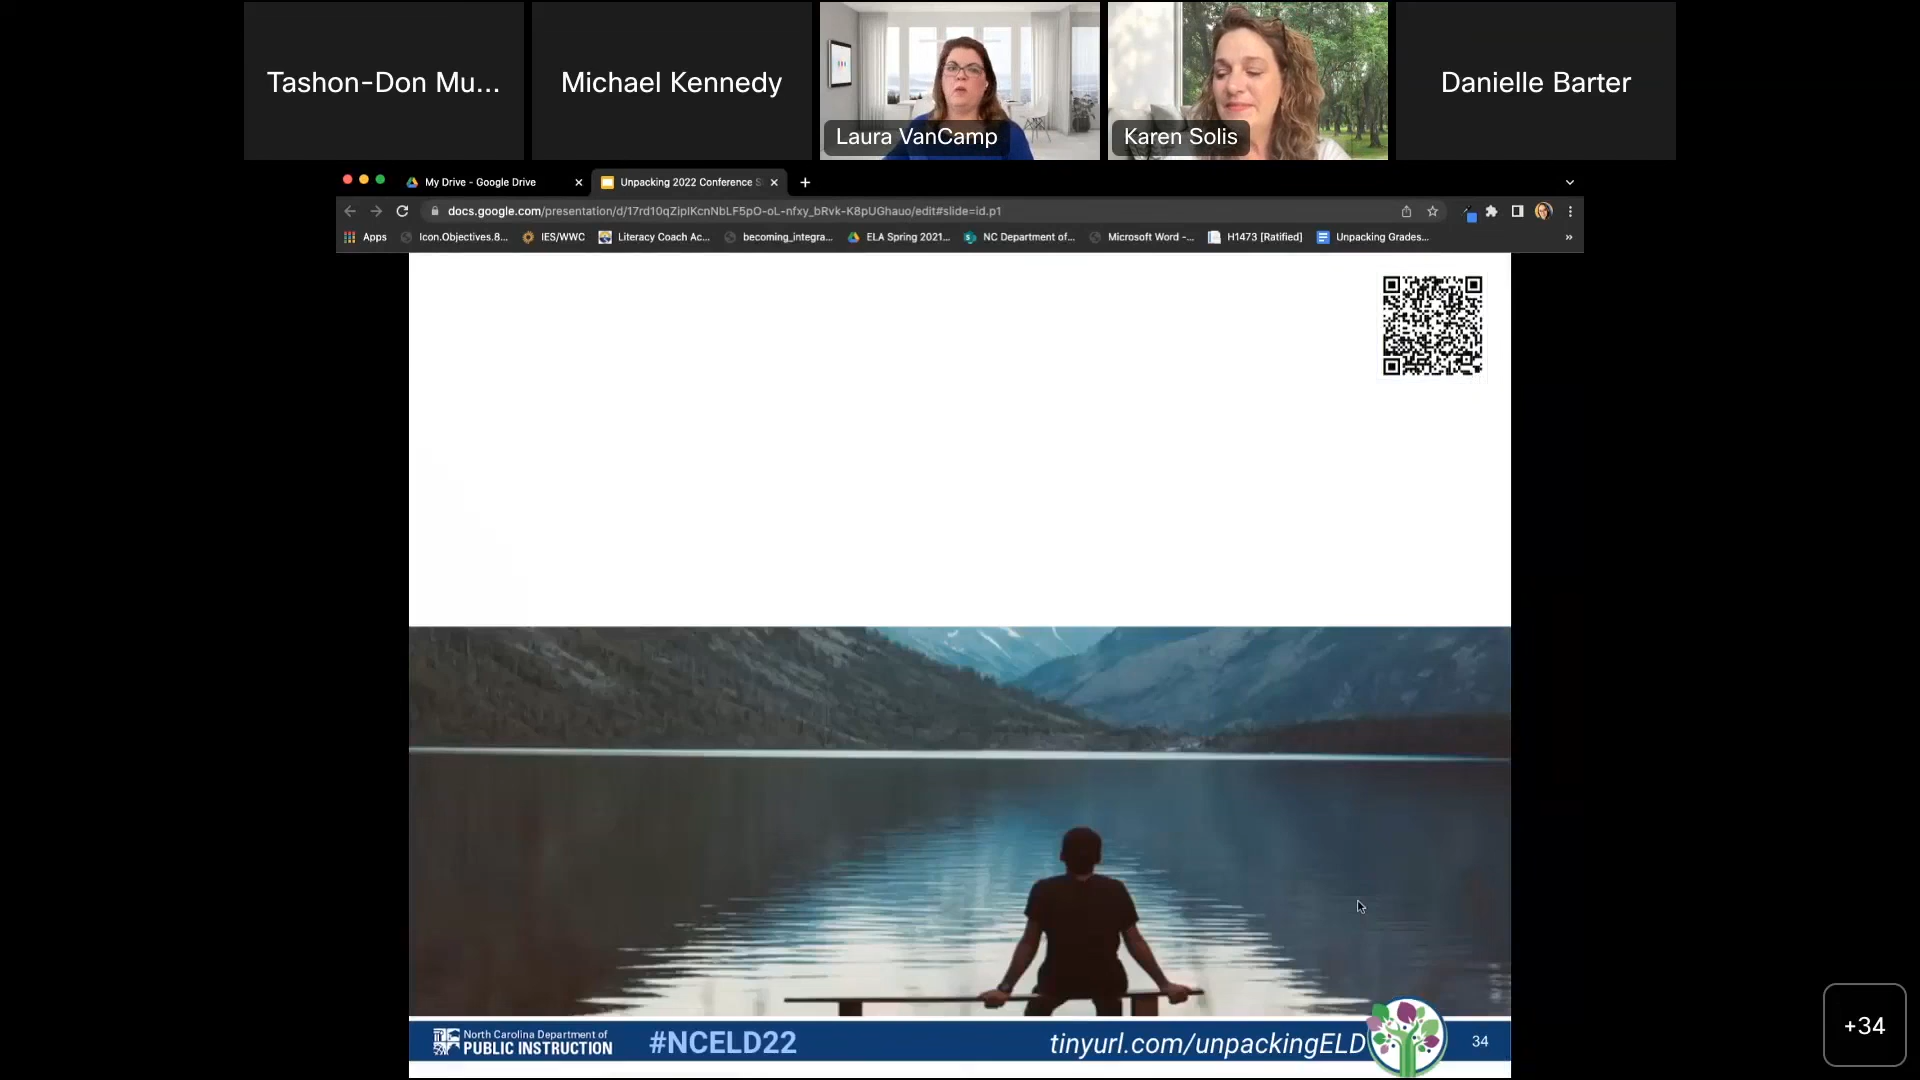 Tashon-Don Mu...
Michael Kennedy
Laura VanCamp
Karen Solis
Danielle Barter
My Drive - Google Drive
Unpacking 2022 Conference S
docs.google.com/presentation/d/17rd10qZipIKcnNbLF5pO-oL-nfxy_bRvk-K8pUGhauo/edit#slide=id.p1
Apps
Icon.Objectives.8...
IES/WWC
Literacy Coach Ac...
becoming_integra...
ELA Spring 2021...
NC Department of...
Microsoft Word -...
H1473 [Ratified]
Unpacking Grades...
»
North Carolina Department of
PUBLIC INSTRUCTION
#NCELD22
tinyurl.com/unpackingELD
34
+34